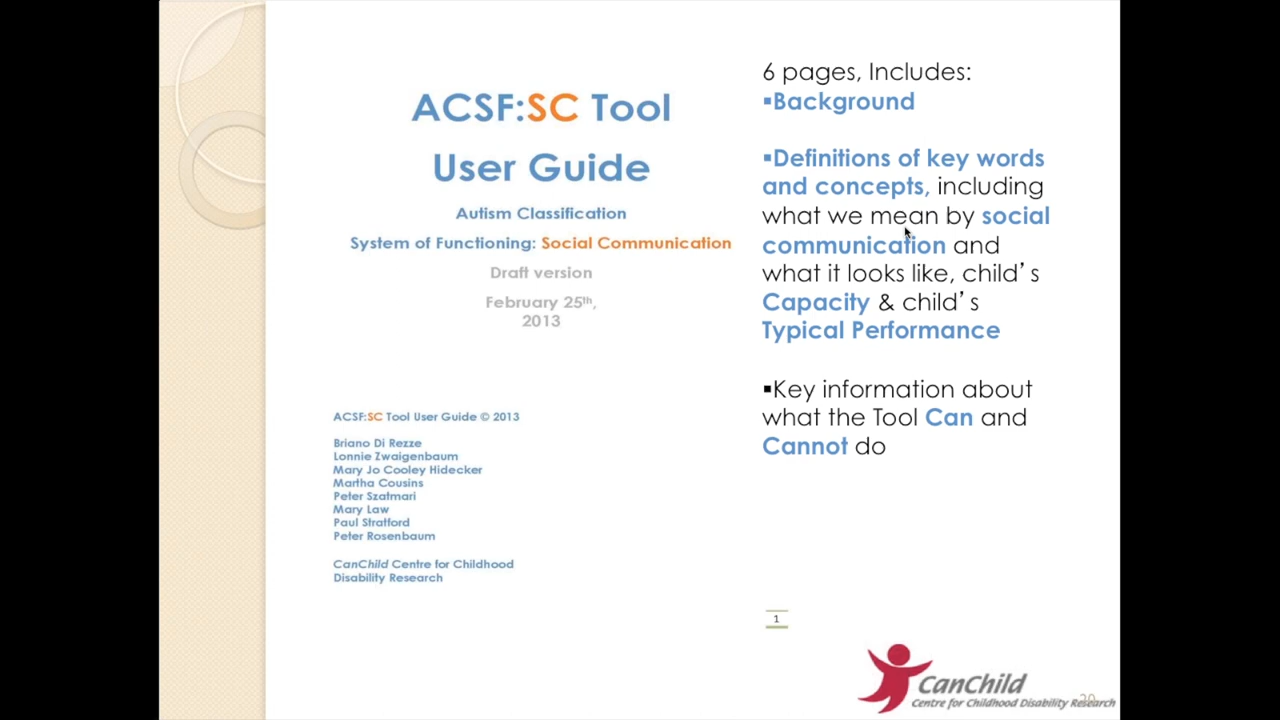 ACSF:SC Tool
User Guide
Autism Classification
System of Functioning: Social Communication
Draft version
February 25th,
2013
ACSF:SC Tool User Guide © 2013
Briano Di Rezze
Lonnie Zwaigenbaum
Mary Jo Cooley Hidecker
Martha Cousins
Peter Szatmari
Mary Law
Paul Stratford
Peter Rosenbaum
CanChild Centre for Childhood
Disability Research
6 pages, Includes:
▪Background
▪Definitions of key words
and concepts, including
what we mean by social
communication and
what it looks like, child’s
Capacity & child’s
Typical Performance
▪Key information about
what the Tool Can and
Cannot do
1
CanChild
Centre for Childhood Disability Research
20